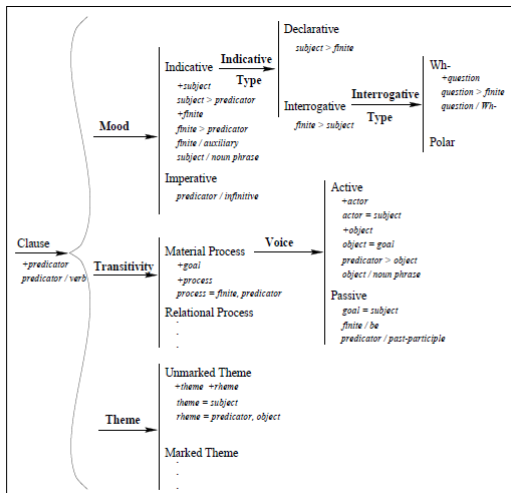 Clause
+predicator
predicator / verb
Mood
Indicative
+subject
subject > predicator
+finite
finite > predicator
finite / auxiliary
subject / noun phrase
Imperative
predicator / infinitive
Indicative
Type
Declarative
subject > finite
Interrogative
finite > subject
Interrogative
Type
Wh-
+question
question > finite
question / Wh-
Polar
Transitivity
Material Process
+goal
+process
process = finite, predicator
Relational Process
.
.
.
Voice
Active
+actor
actor = subject
+object
object = goal
predicator > object
object / noun phrase
Passive
goal = subject
finite / be
predicator / past-participle
Theme
Unmarked Theme
+theme +rheme
theme = subject
rheme = predicator, object
Marked Theme
.
.
.